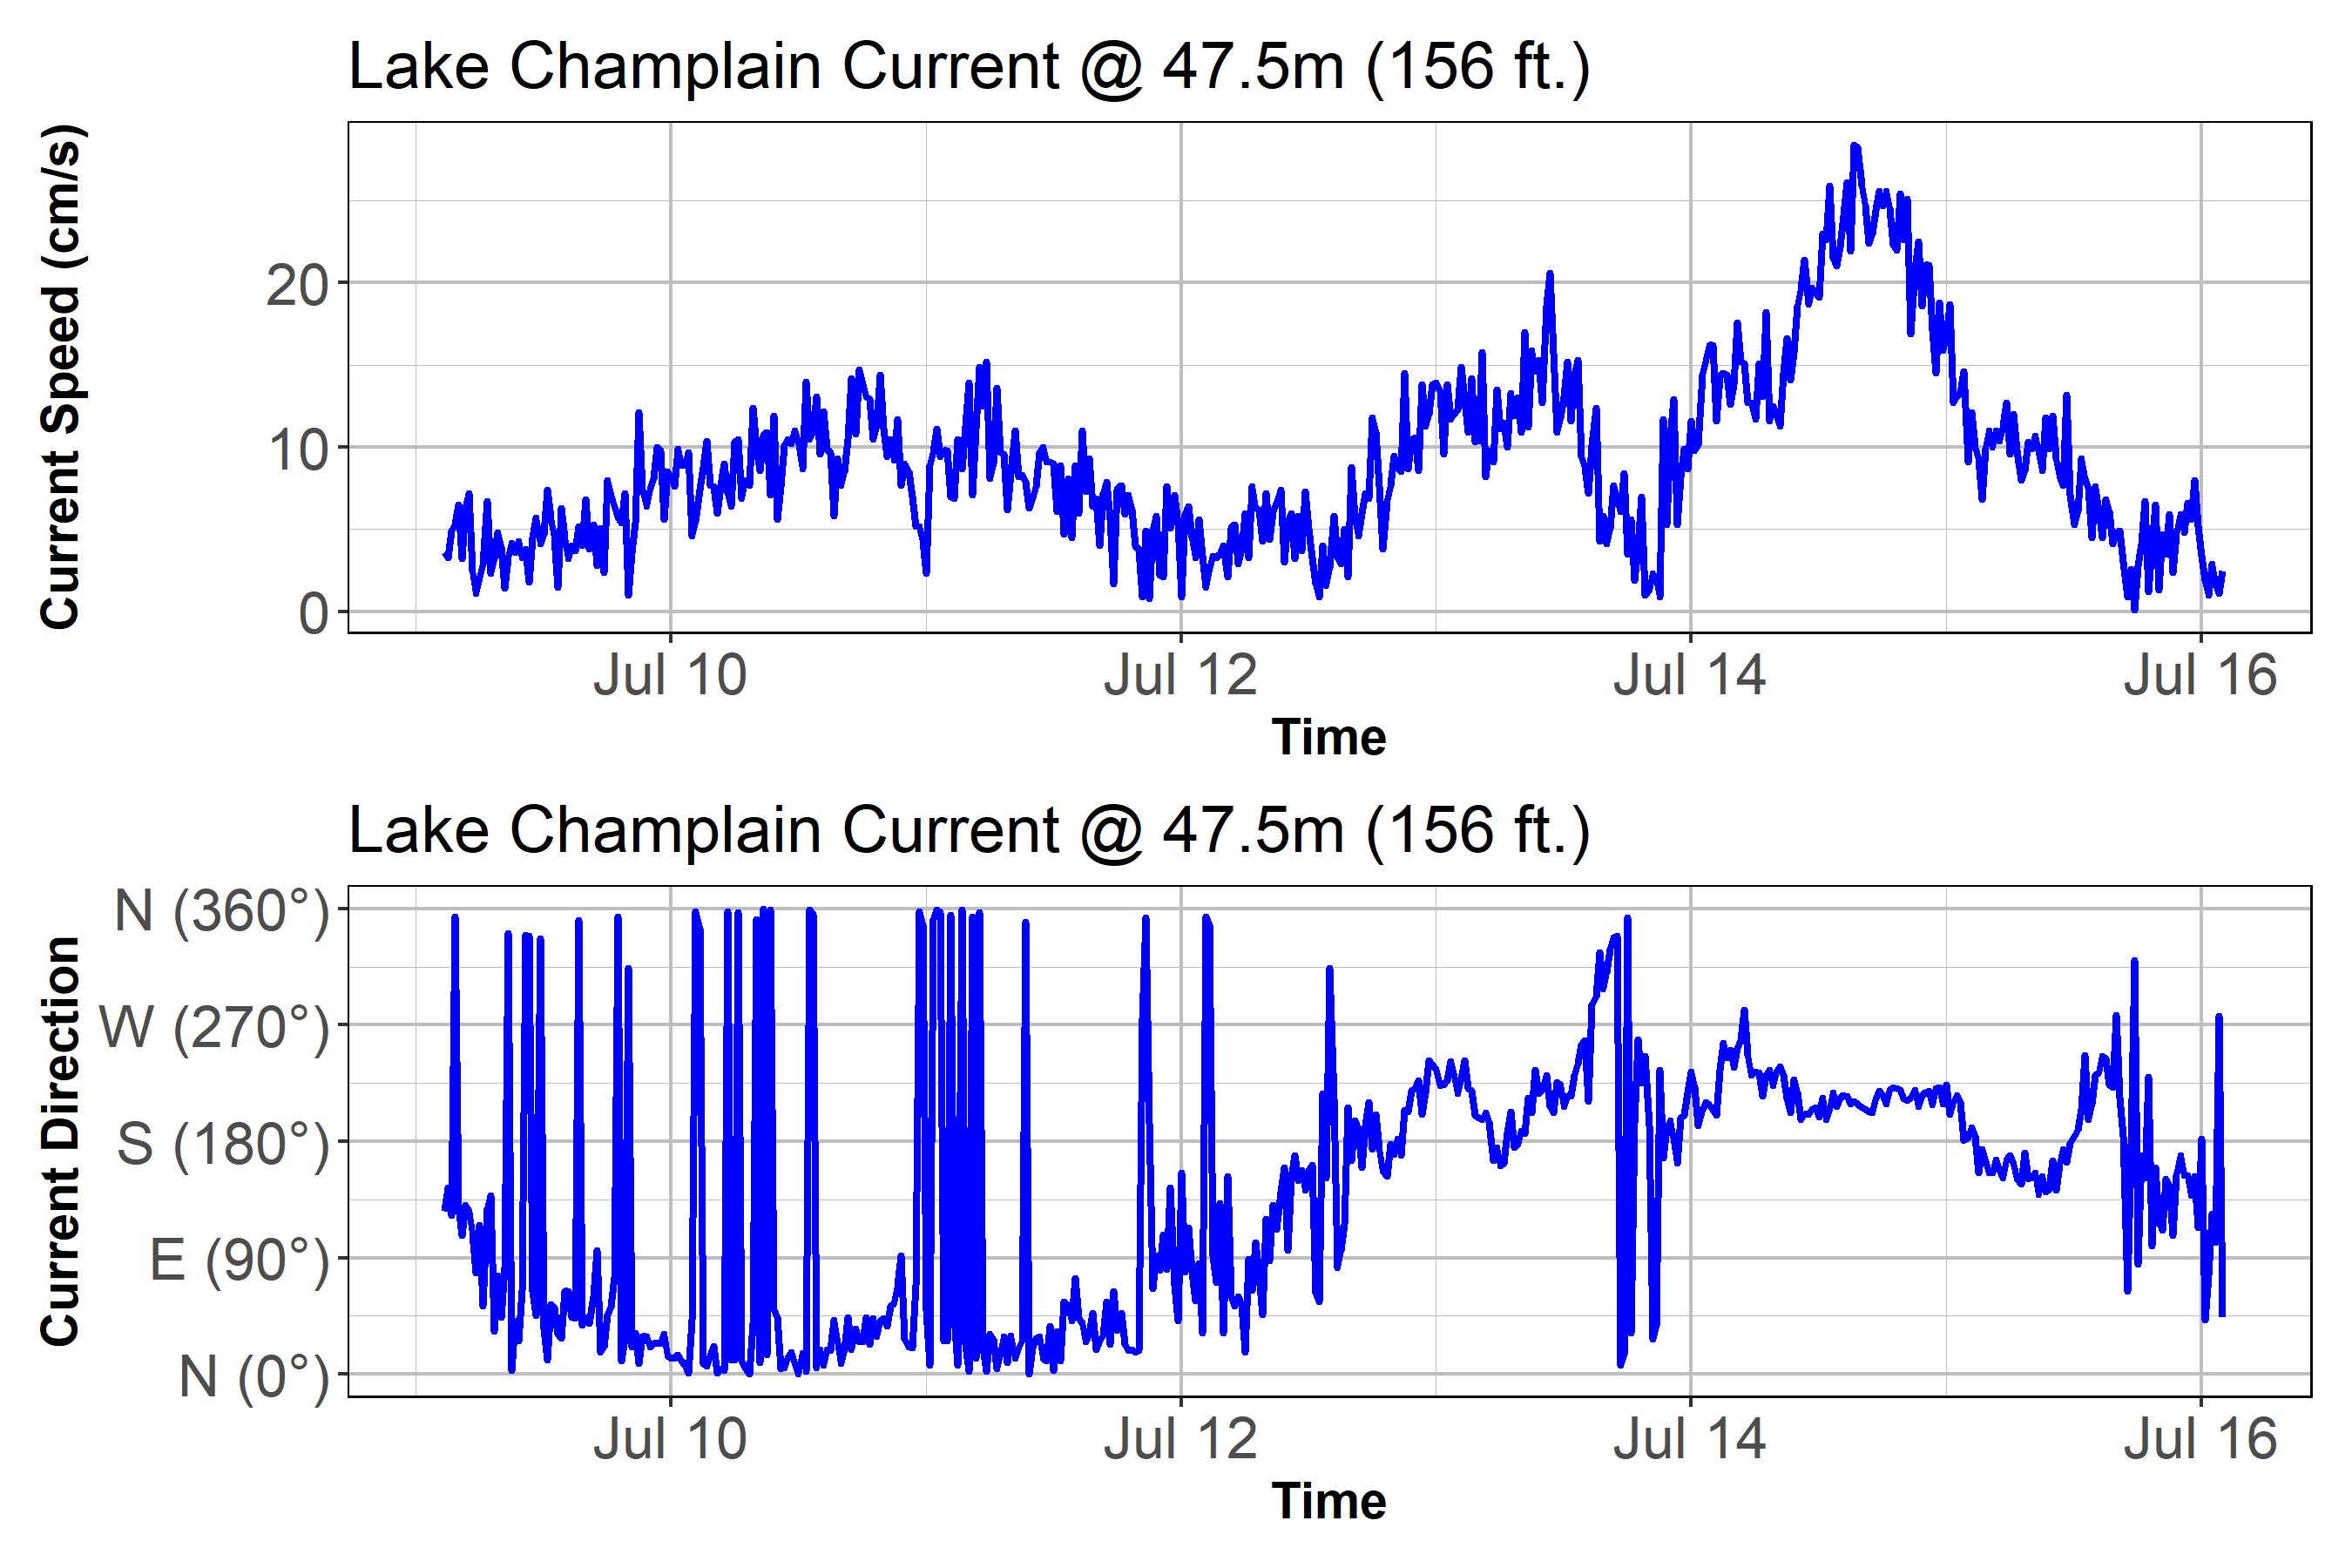 Lake Champlain Current @ 47.5m (156 ft.)
Current Speed (cm/s)
20
10
0
Jul 10 Jul 12 Jul 14 Jul 16
Time
Lake Champlain Current @ 47.5m (156 ft.)
Current Direction
N (360°)
W (270°)
S (180°)
E (90°)
N (0°)
Jul 10 Jul 12 Jul 14 Jul 16
Time